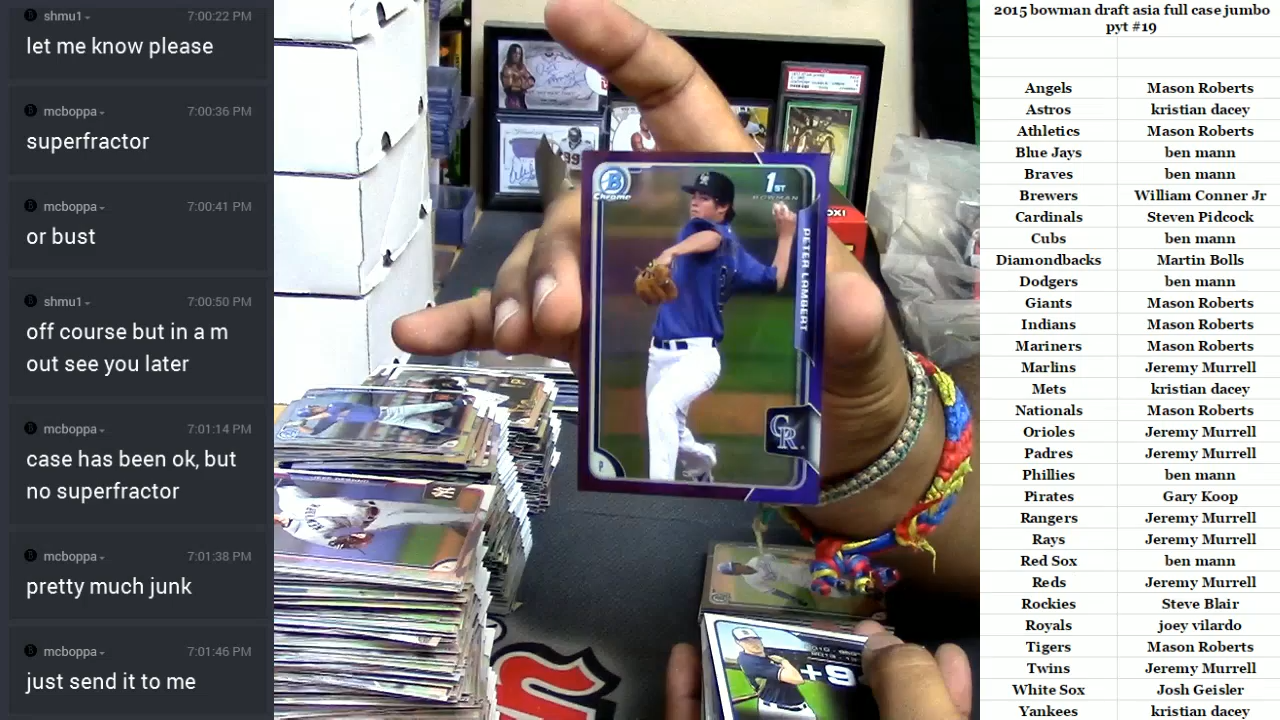 shmu1 7:00:22 PM
let me know please
mcboppa 7:00:36 PM
superfractor
mcboppa 7:00:41 PM
or bust
shmu1 7:00:50 PM
off course but in a m
out see you later
mcboppa 7:01:14 PM
case has been ok, but
no superfractor
mcboppa 7:01:38 PM
pretty much junk
mcboppa 7:01:46 PM
just send it to me
B
Chrome
1ST
BOWMAN
PETER LAMBERT
CR
P
+9
2015 bowman draft asia full case jumbo
pyt #19
Angels Mason Roberts
Astros kristian dacey
Athletics Mason Roberts
Blue Jays ben mann
Braves ben mann
Brewers William Conner Jr
Cardinals Steven Pidcock
Cubs ben mann
Diamondbacks Martin Bolls
Dodgers ben mann
Giants Mason Roberts
Indians Mason Roberts
Mariners Mason Roberts
Marlins Jeremy Murrell
Mets kristian dacey
Nationals Mason Roberts
Orioles Jeremy Murrell
Padres Jeremy Murrell
Phillies ben mann
Pirates Gary Koop
Rangers Jeremy Murrell
Rays Jeremy Murrell
Red Sox ben mann
Reds Jeremy Murrell
Rockies Steve Blair
Royals joey vilardo
Tigers Mason Roberts
Twins Jeremy Murrell
White Sox Josh Geisler
Yankees kristian dacey